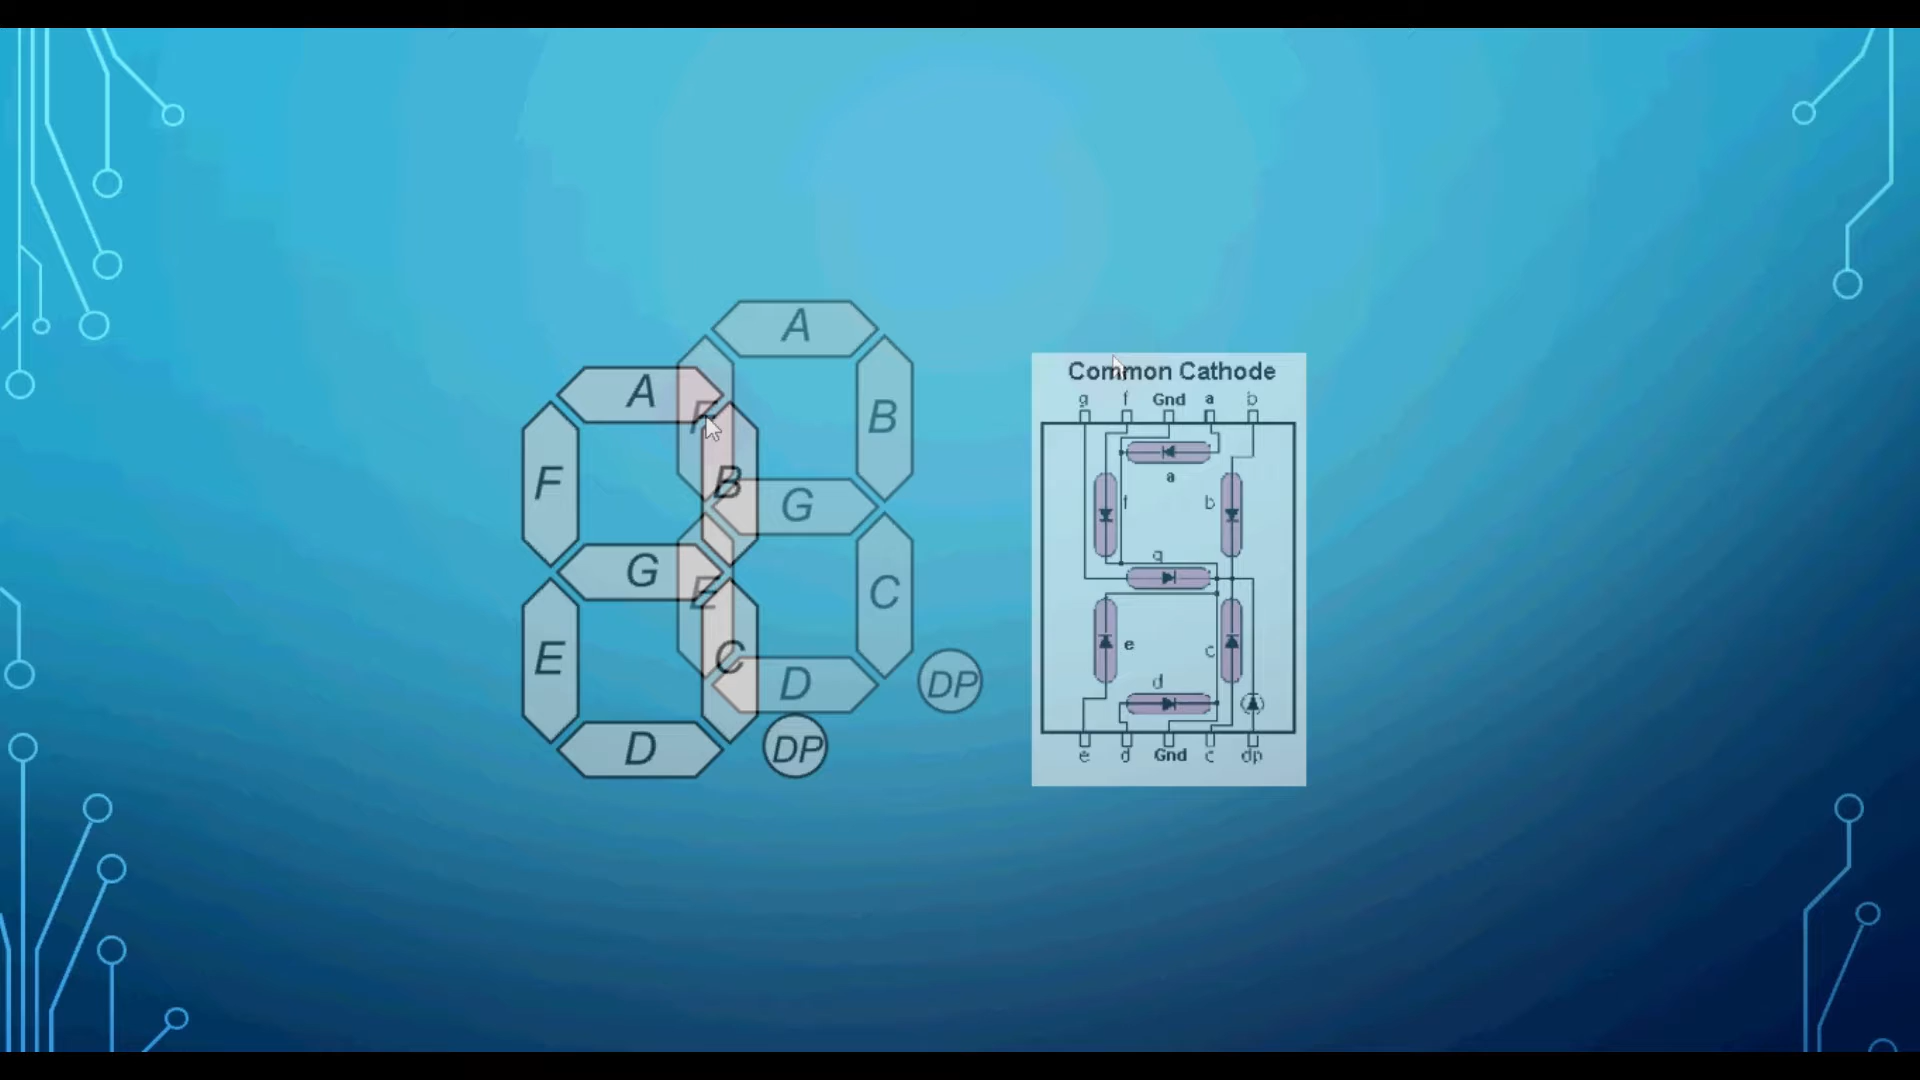 A
F
B
G
E
C
D
DP
A
F
B
G
E
C
D
DP
Common Cathode
g f Gnd a b
a
f b
g
e c
d
e d Gnd c dp